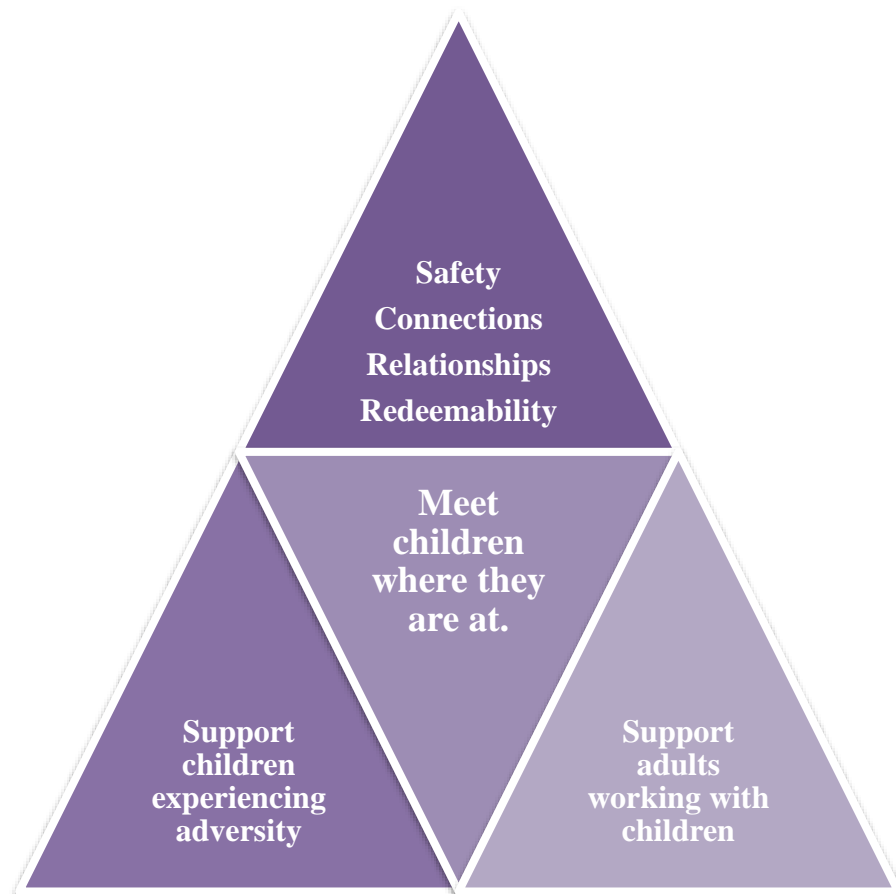 Safety
Connections
Relationships
Redeemability
Meet
children
where they
are at.
Support
children
experiencing
adversity
Support
adults
working with
children